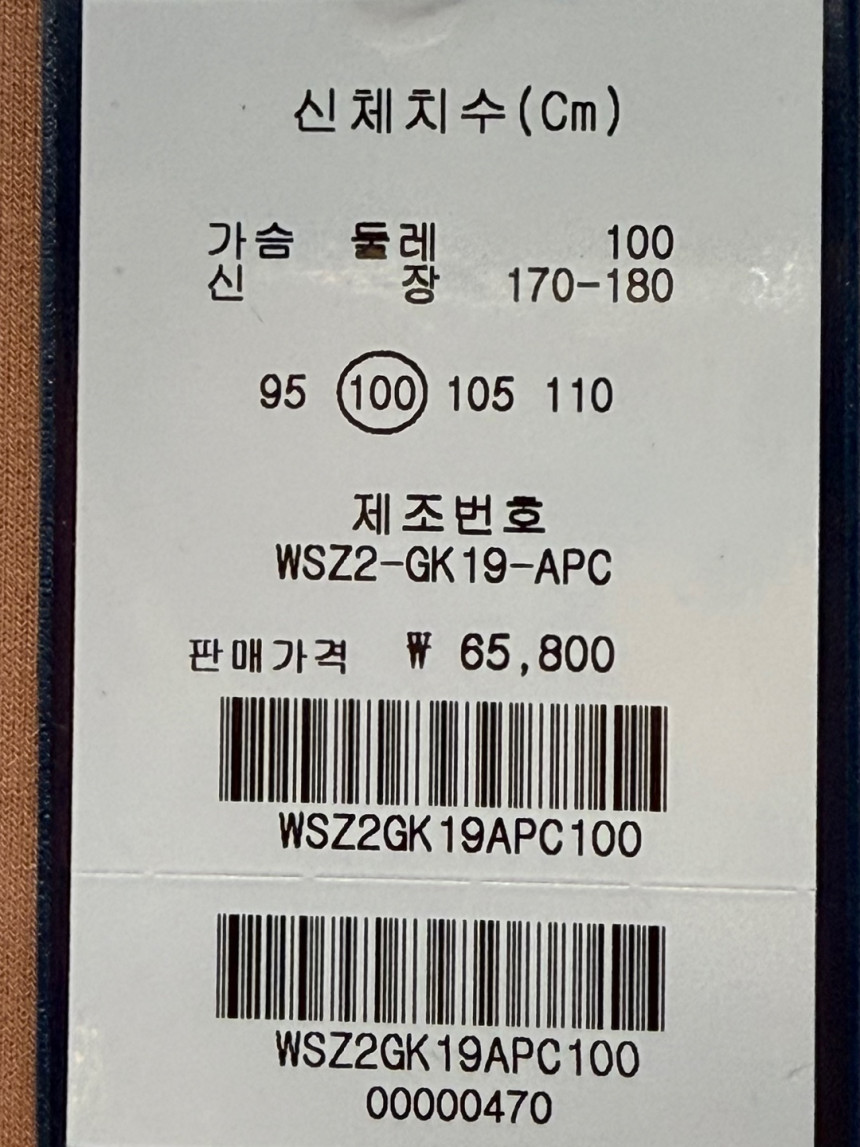 신체치수(Cm)
가슴 둘레 100
신 장 170-180
95 100 105 110
제조번호
WSZ2-GK19-APC
판매가격 ₩ 65,800
WSZ2GK19APC100
WSZ2GK19APC100
00000470